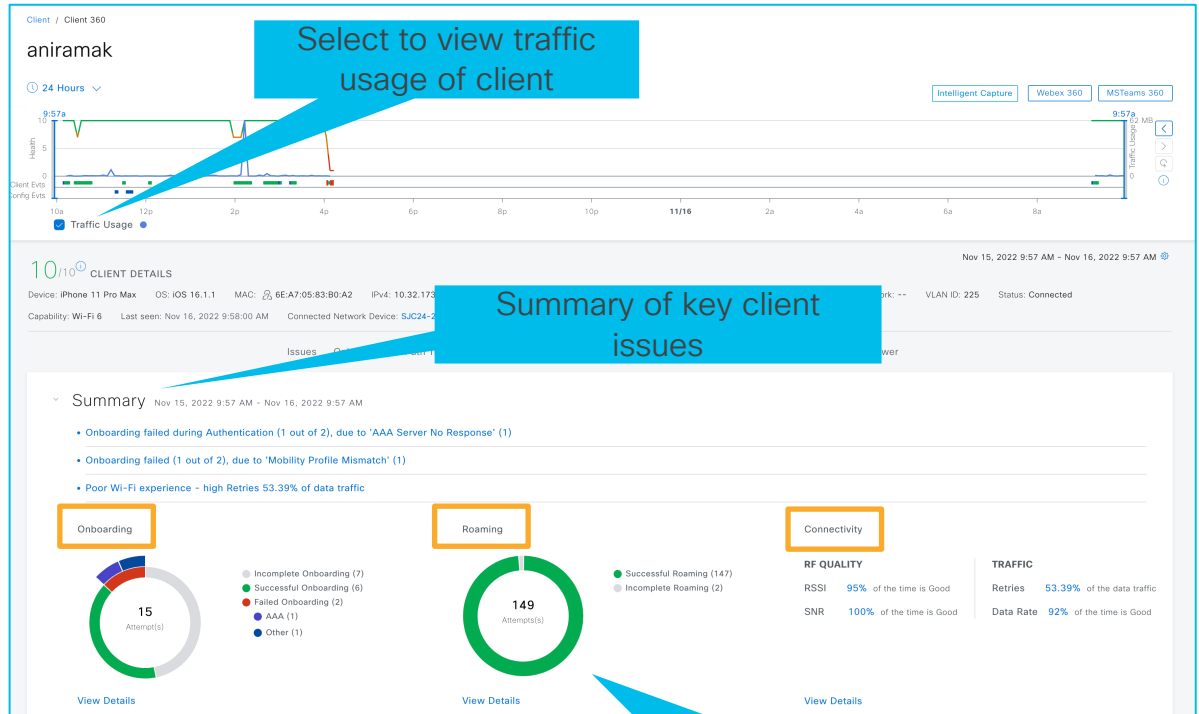 Client / Client 360
aniramak
Select to view traffic
usage of client
24 Hours
Intelligent Capture
Webex 360
MSTeams 360
9:57a
9:57a
10
62 MB
Health
5
Traffic Usage
0
0
Client Evts
Config Evts
10a 12p 2p 4p 6p 8p 10p 11/16 2a 4a 6a 8a
Traffic Usage
Nov 15, 2022 9:57 AM - Nov 16, 2022 9:57 AM
10/10 CLIENT DETAILS
Device: iPhone 11 Pro Max OS: iOS 16.1.1 MAC: 6E:A7:05:83:B0:A2 IPv4: 10.32.173 VLAN ID: 225 Status: Connected
Capability: Wi-Fi 6 Last seen: Nov 16, 2022 9:58:00 AM Connected Network Device: SJC24-2
Summary of key client
issues
Issues
Summary Nov 15, 2022 9:57 AM - Nov 16, 2022 9:57 AM
• Onboarding failed during Authentication (1 out of 2), due to 'AAA Server No Response' (1)
• Onboarding failed (1 out of 2), due to 'Mobility Profile Mismatch' (1)
• Poor Wi-Fi experience - high Retries 53.39% of data traffic
Onboarding
15
Attempt(s)
Incomplete Onboarding (7)
Successful Onboarding (6)
Failed Onboarding (2)
AAA (1)
Other (1)
View Details
Roaming
149
Attempts(s)
Successful Roaming (147)
Incomplete Roaming (2)
View Details
Connectivity
RF QUALITY
RSSI 95% of the time is Good
SNR 100% of the time is Good
TRAFFIC
Retries 53.39% of the data traffic
Data Rate 92% of the time is Good
View Details